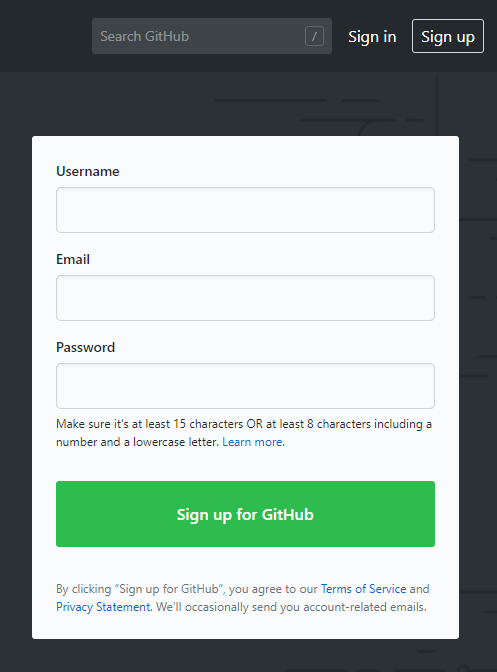 Search GitHub / Sign in Sign up
Username
Email
Password
Make sure it's at least 15 characters OR at least 8 characters including a
number and a lowercase letter. Learn more.
Sign up for GitHub
By clicking “Sign up for GitHub”, you agree to our Terms of Service and
Privacy Statement. We’ll occasionally send you account-related emails.